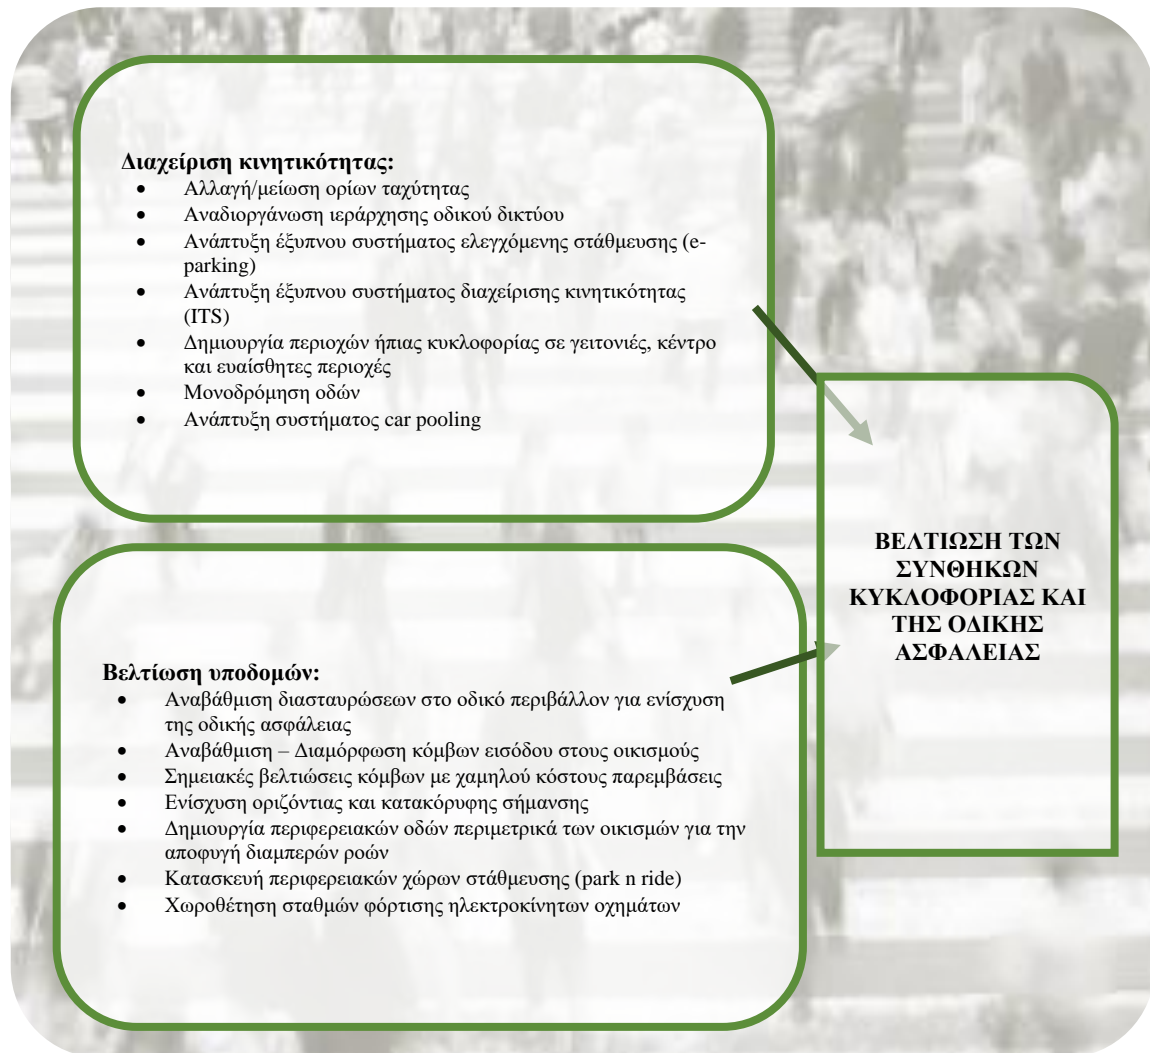 Διαχείριση κινητικότητας:
• Αλλαγή/μείωση ορίων ταχύτητας
• Αναδιοργάνωση ιεράρχησης οδικού δικτύου
• Ανάπτυξη έξυπνου συστήματος ελεγχόμενης στάθμευσης (e-
parking)
• Ανάπτυξη έξυπνου συστήματος διαχείρισης κινητικότητας
(ITS)
• Δημιουργία περιοχών ήπιας κυκλοφορίας σε γειτονιές, κέντρο
και ευαίσθητες περιοχές
• Μονοδρόμηση οδών
• Ανάπτυξη συστήματος car pooling
Βελτίωση υποδομών:
• Αναβάθμιση διασταυρώσεων στο οδικό περιβάλλον για ενίσχυση
της οδικής ασφάλειας
• Αναβάθμιση – Διαμόρφωση κόμβων εισόδου στους οικισμούς
• Σημειακές βελτιώσεις κόμβων με χαμηλού κόστους παρεμβάσεις
• Ενίσχυση οριζόντιας και κατακόρυφης σήμανσης
• Δημιουργία περιφερειακών οδών περιμετρικά των οικισμών για την
αποφυγή διαμπερών ροών
• Κατασκευή περιφερειακών χώρων στάθμευσης (park n ride)
• Χωροθέτηση σταθμών φόρτισης ηλεκτροκίνητων οχημάτων
ΒΕΛΤΙΩΣΗ ΤΩΝ
ΣΥΝΘΗΚΩΝ
ΚΥΚΛΟΦΟΡΙΑΣ ΚΑΙ
ΤΗΣ ΟΔΙΚΗΣ
ΑΣΦΑΛΕΙΑΣ